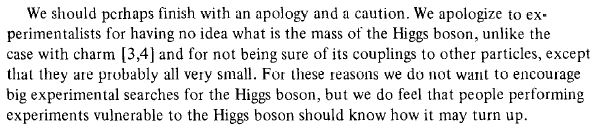 We should perhaps finish with an apology and a caution. We apologize to ex-
perimentalists for having no idea what is the mass of the Higgs boson, unlike the
case with charm [3,4] and for not being sure of its couplings to other particles, except
that they are probably all very small. For these reasons we do not want to encourage
big experimental searches for the Higgs boson, but we do feel that people performing
experiments vulnerable to the Higgs boson should know how it may turn up.